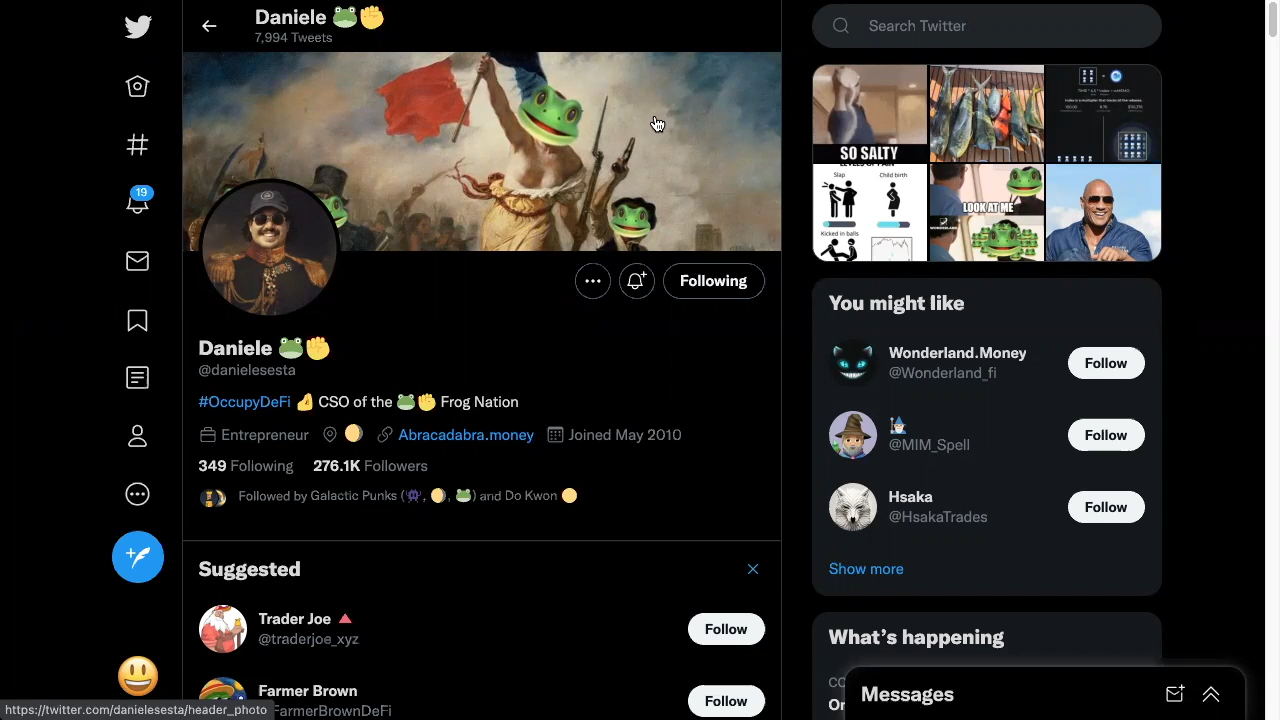 Daniele 🐸✊
7,994 Tweets
Search Twitter
SO SALTY
Slap
Child birth
Kicked in balls
LOOK AT ME
WONDERLAND
19
Following
Daniele 🐸✊
@danielesesta
#OccupyDeFi 🤌 CSO of the 🐸✊ Frog Nation
Entrepreneur 🌖 Abracadabra.money Joined May 2010
349 Following 276.1K Followers
Followed by Galactic Punks (👾, 🌖, 🐸) and Do Kwon 🌕
Suggested
Trader Joe 🔺
@traderjoe_xyz
Follow
Farmer Brown
FarmerBrownDeFi
Follow
You might like
Wonderland.Money
@Wonderland_fi
Follow
🧙‍♂️
@MIM_Spell
Follow
Hsaka
@HsakaTrades
Follow
Show more
What's happening
Messages
https://twitter.com/danielesesta/header_photo